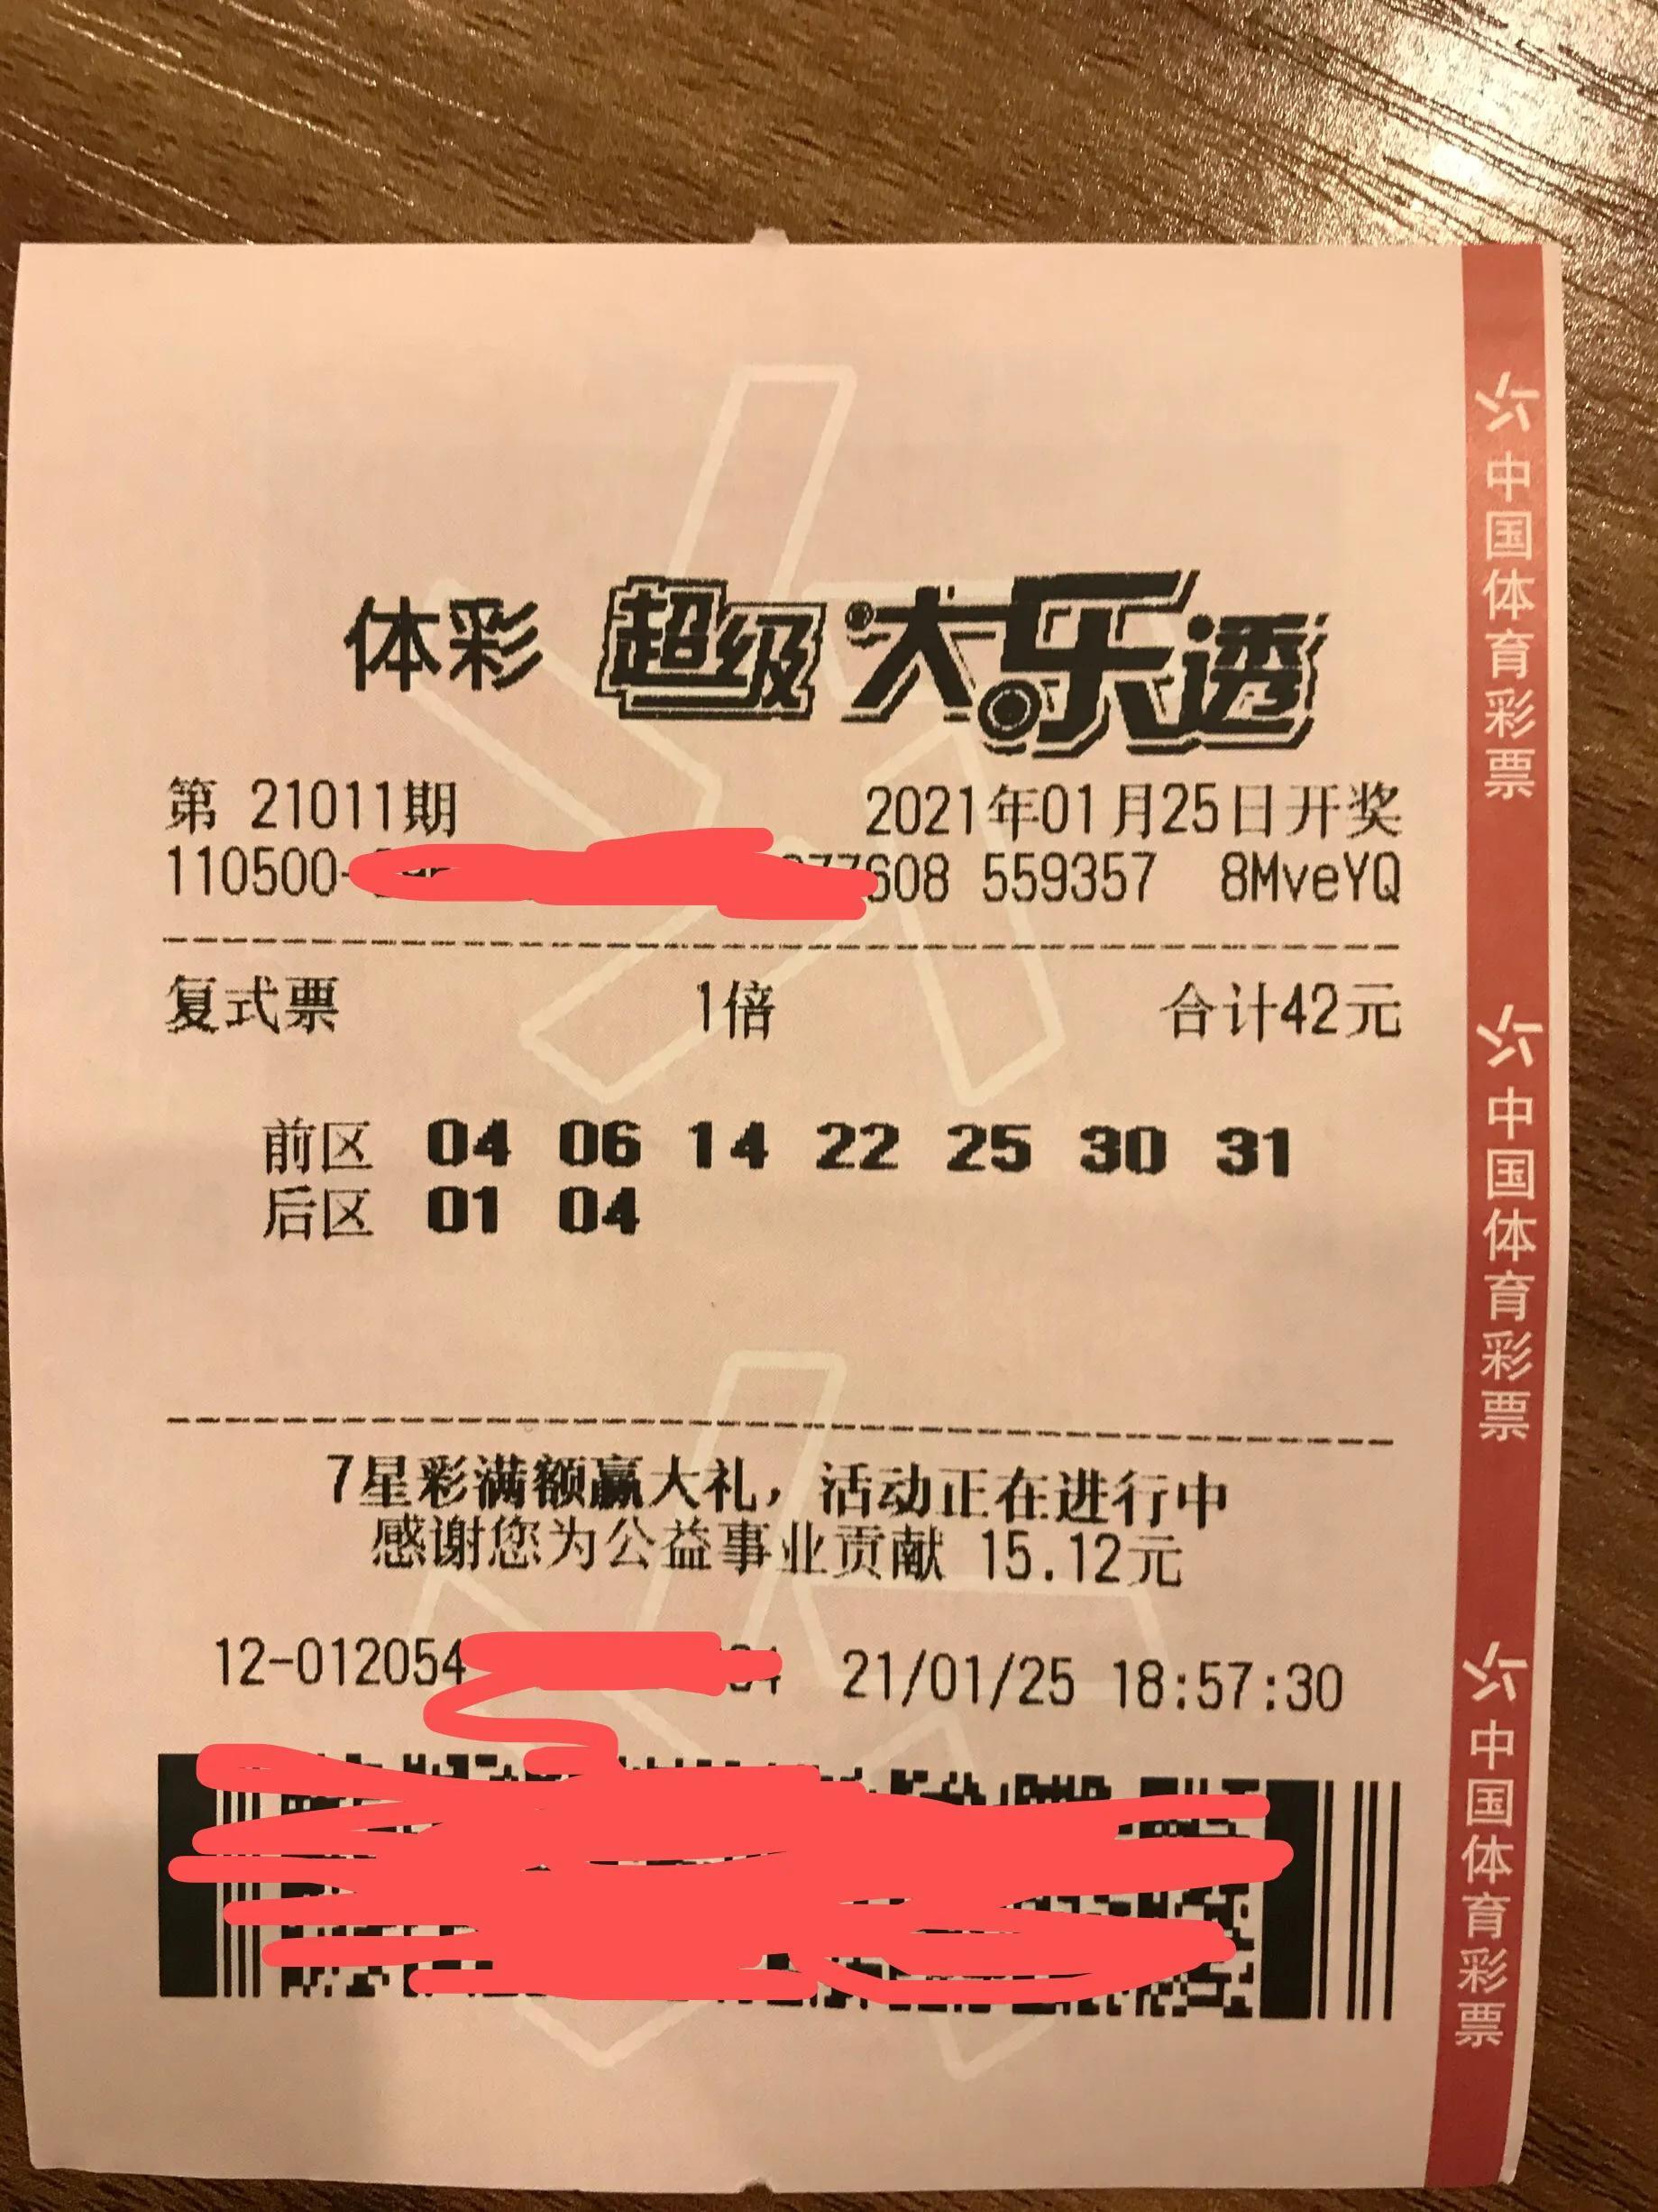 体彩 超级大乐透
第 21011期 2021年01月25日开奖
110500- 608 559357 8MveYQ
复式票 1倍 合计42元
前区 04 06 14 22 25 30 31
后区 01 04
7星彩满额赢大礼，活动正在进行中
感谢您为公益事业贡献 15.12元
12-012054 21/01/25 18:57:30
中国体育彩票
中国体育彩票
中国体育彩票